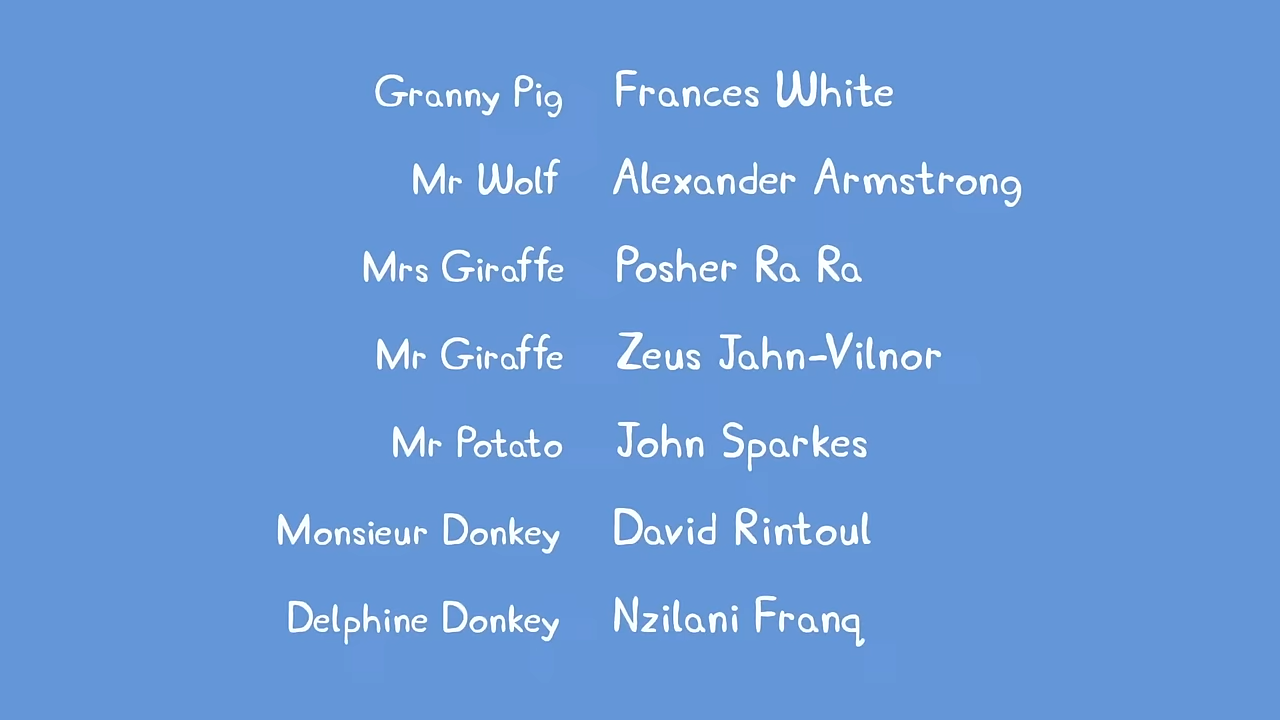 Granny Pig Frances White
Mr Wolf Alexander Armstrong
Mrs Giraffe Posher Ra Ra
Mr Giraffe Zeus Jahn-Vilnor
Mr Potato John Sparkes
Monsieur Donkey David Rintoul
Delphine Donkey Nzilani Franq